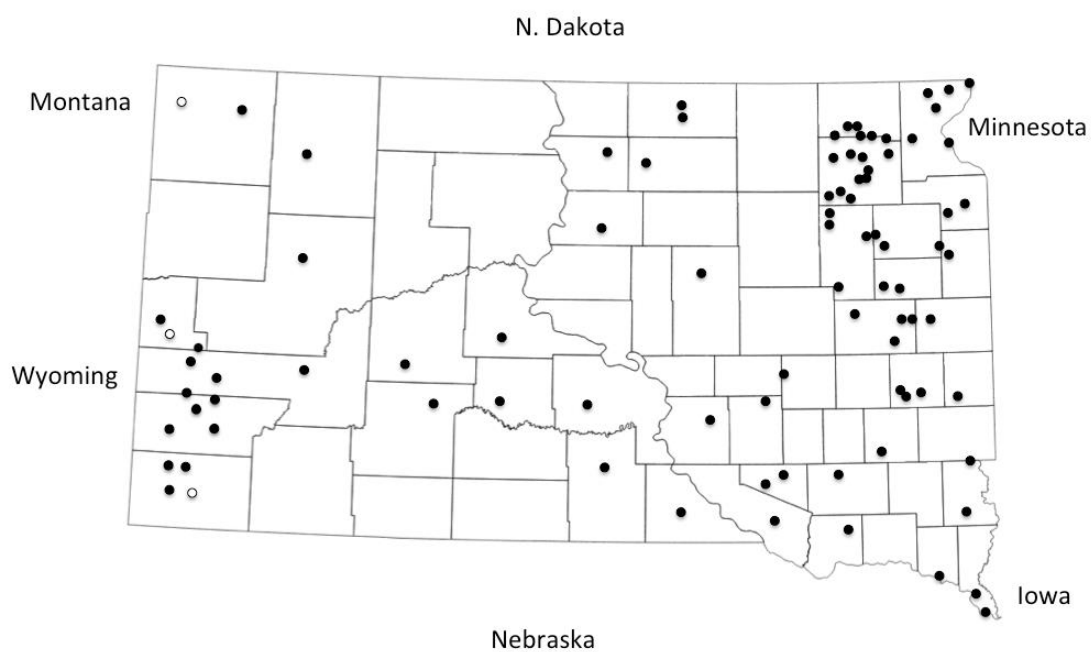 N. Dakota
Montana
Minnesota
Wyoming
Iowa
Nebraska